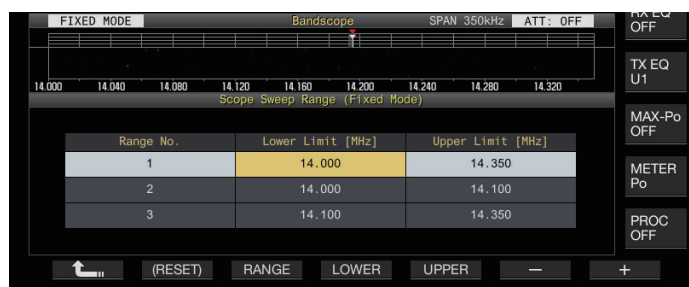 FIXED MODE Bandscope SPAN 350kHz ATT: OFF
RX EQ
OFF
14.000 14.040 14.080 14.120 14.160 14.200 14.240 14.280 14.320
TX EQ
U1
Scope Sweep Range (Fixed Mode)
MAX-Po
OFF
Range No. Lower Limit [MHz] Upper Limit [MHz]
1 14.000 14.350
METER
Po
2 14.000 14.100
3 14.100 14.350
PROC
OFF
(RESET) RANGE LOWER UPPER — +